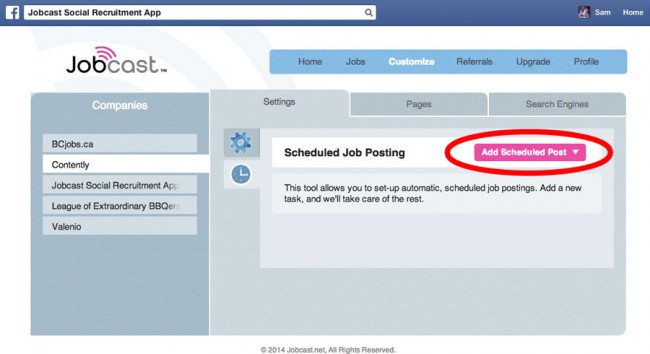 Jobcast Social Recruitment App
Sam Home
Jobcast™
Home Jobs Customize Referrals Upgrade Profile
Companies
BCjobs.ca
Contently
Jobcast Social Recruitment App
League of Extraordinary BBQers
Valenio
Settings Pages Search Engines
Scheduled Job Posting
Add Scheduled Post
This tool allows you to set-up automatic, scheduled job postings. Add a new
task, and we'll take care of the rest.
© 2014 Jobcast.net, All Rights Reserved.